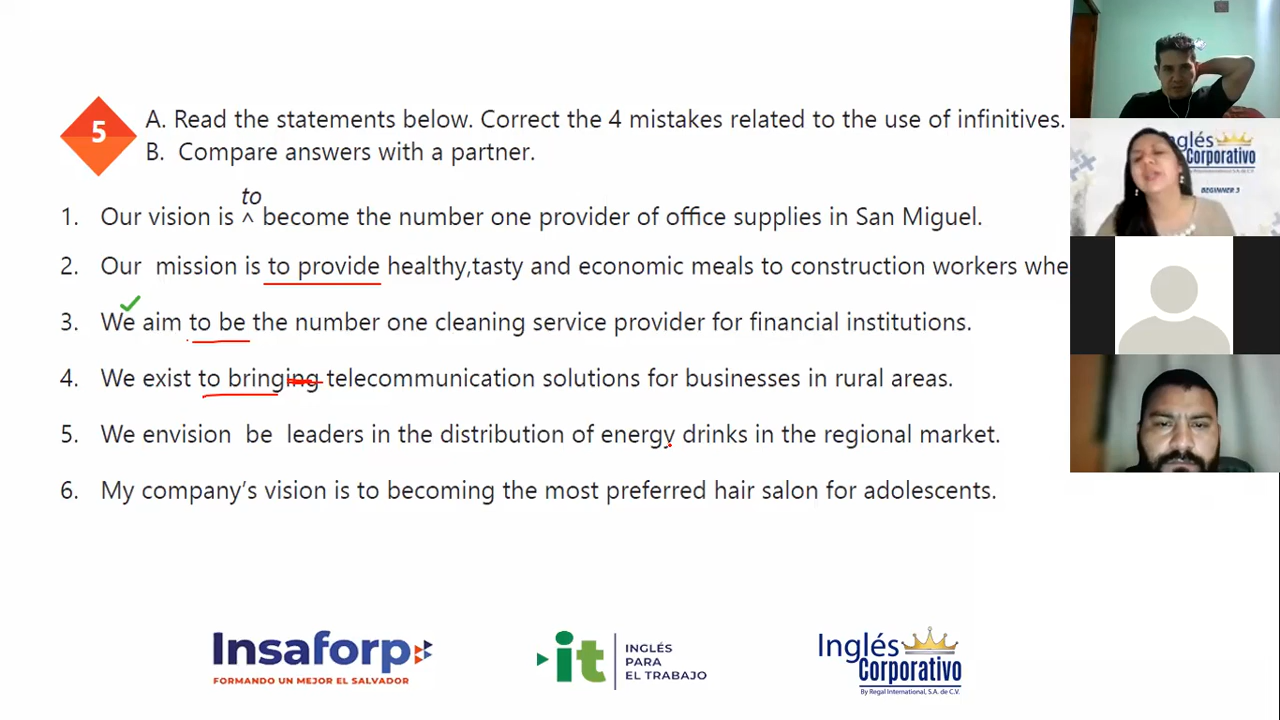 5
A. Read the statements below. Correct the 4 mistakes related to the use of infinitives.
B. Compare answers with a partner.
to
1. Our vision is ^ become the number one provider of office supplies in San Miguel.
2. Our mission is to provide healthy,tasty and economic meals to construction workers whe
3. We aim to be the number one cleaning service provider for financial institutions.
4. We exist to bringing telecommunication solutions for businesses in rural areas.
5. We envision be leaders in the distribution of energy drinks in the regional market.
6. My company's vision is to becoming the most preferred hair salon for adolescents.
Inglés
Corporativo
BEGINNER 3
Insaforp
FORMANDO UN MEJOR EL SALVADOR
it
INGLÉS
PARA
EL TRABAJO
Inglés
Corporativo
By Regal International, S.A. de C.V.